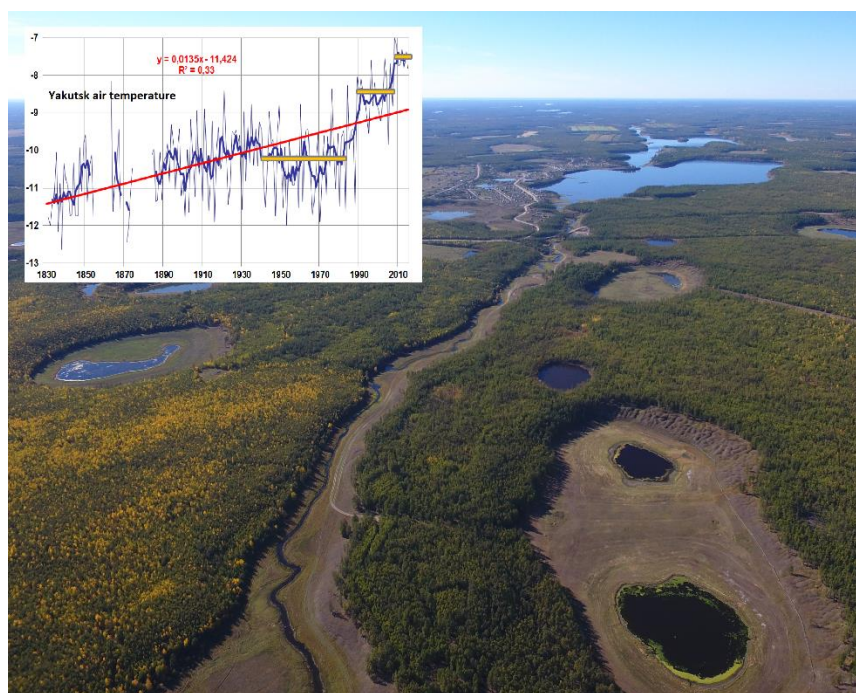 -7
y = 0,0135x - 11,424
R² = 0,33
-8
Yakutsk air temperature
-9
-10
-11
-12
-13
1830 1850 1870 1890 1910 1930 1950 1970 1990 2010